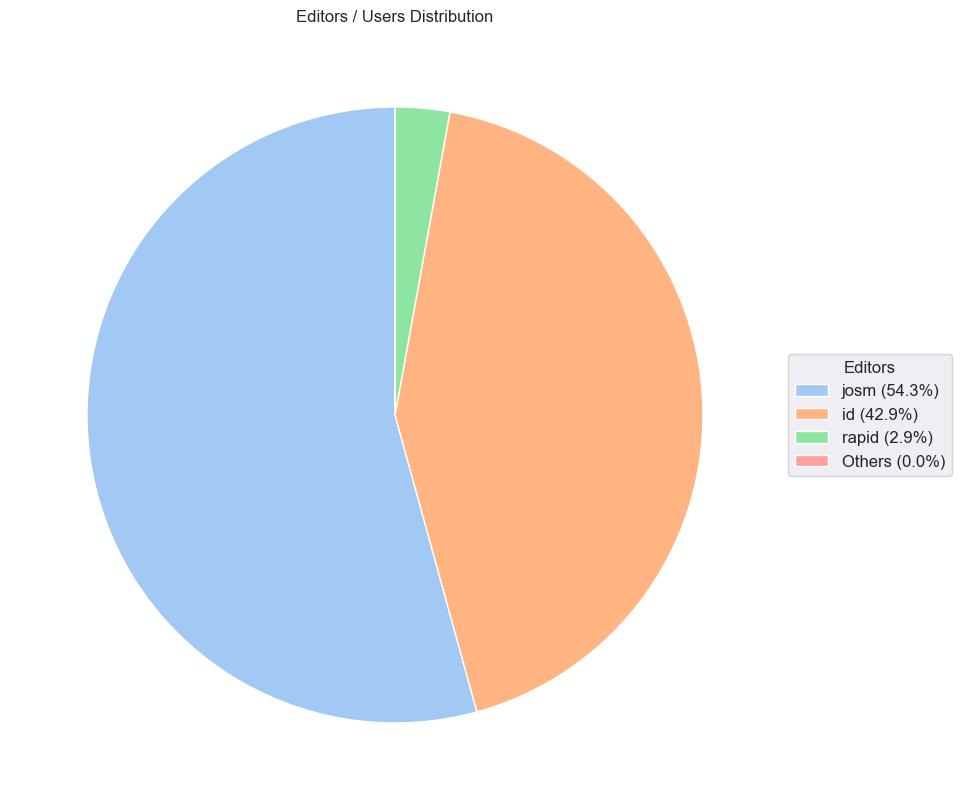 Editors / Users Distribution
Editors
josm (54.3%)
id (42.9%)
rapid (2.9%)
Others (0.0%)